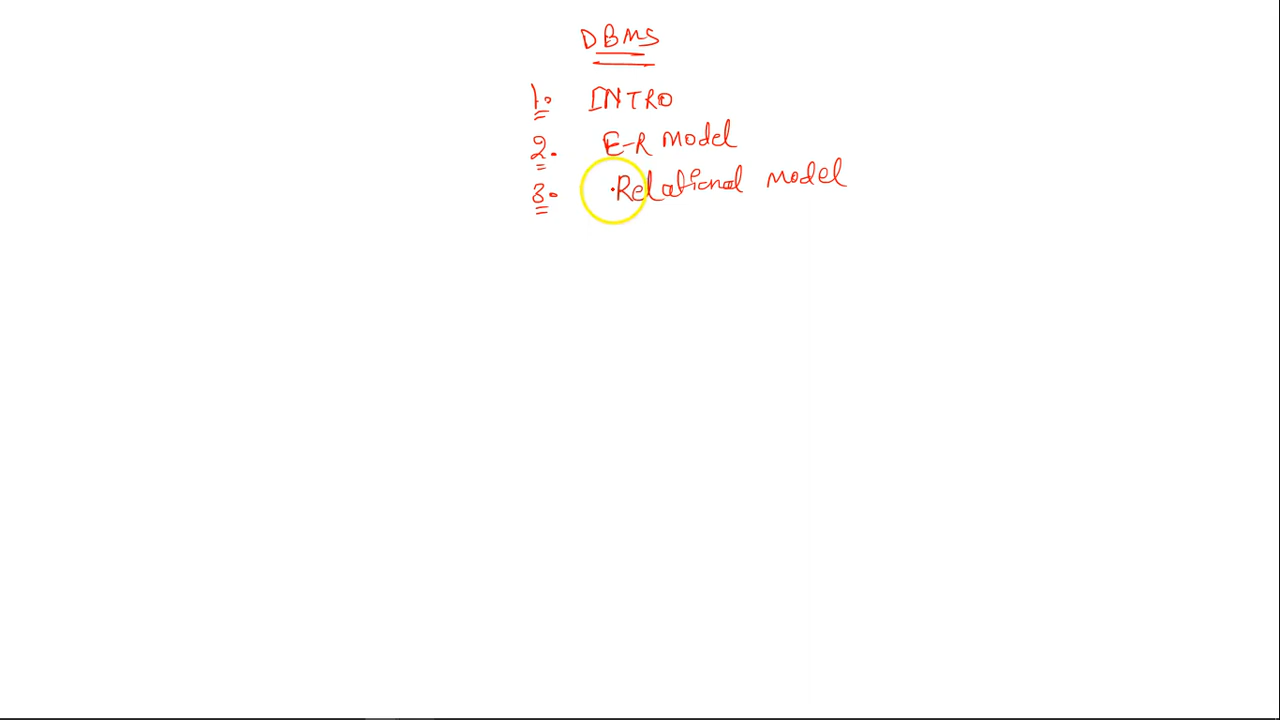 DBMS
1. INTRO
2. E-R Model
3. Relational model